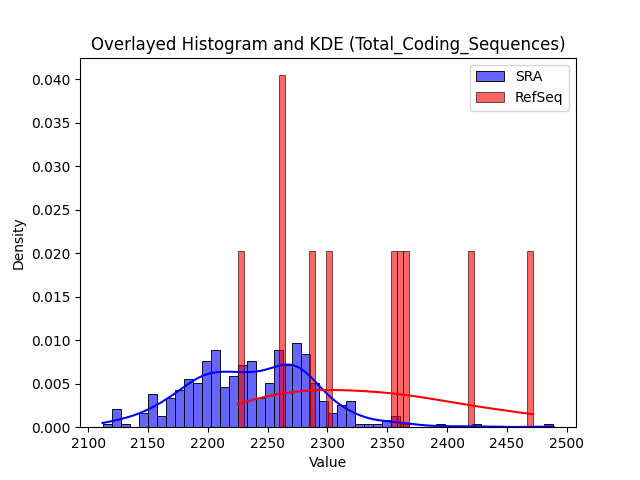 Overlayed Histogram and KDE (Total_Coding_Sequences)
SRA
RefSeq
0.040
0.035
0.030
0.025
0.020
0.015
0.010
0.005
0.000
Density
2100 2150 2200 2250 2300 2350 2400 2450 2500
Value